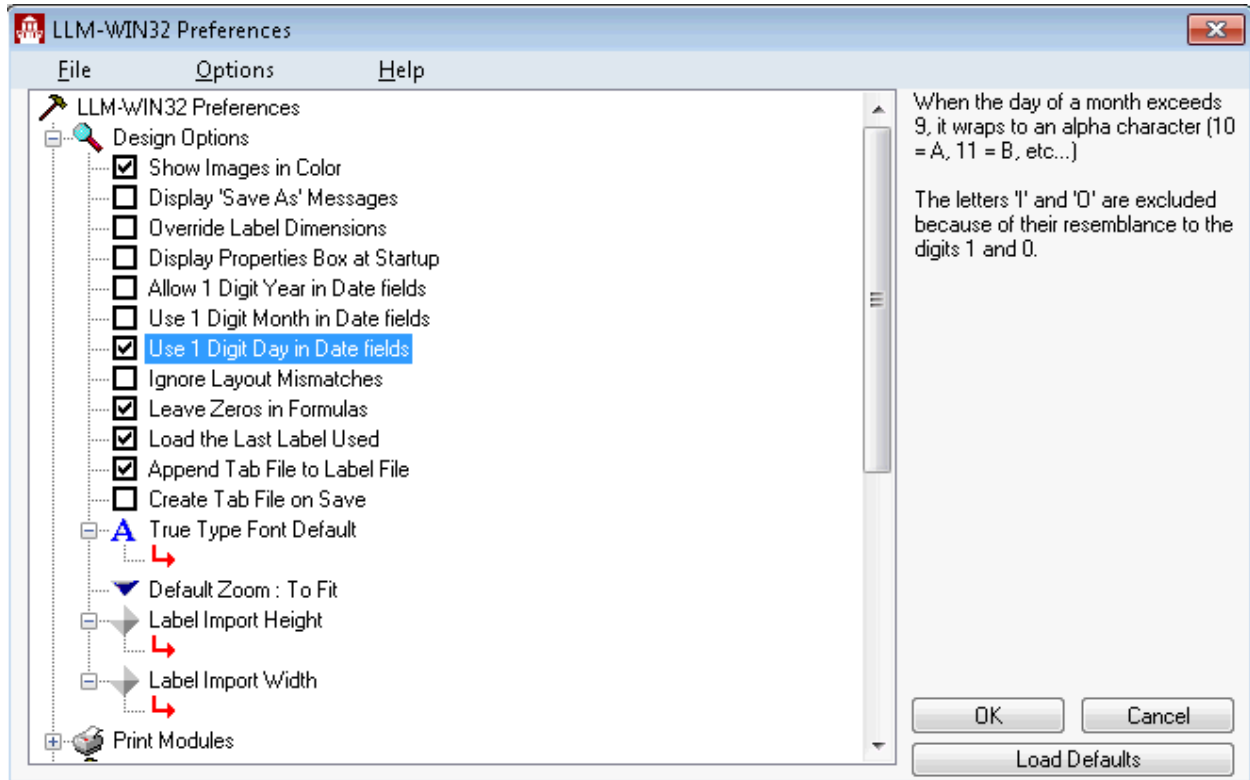 LLM-WIN32 Preferences
File Options Help
LLM-WIN32 Preferences
Design Options
Show Images in Color
Display 'Save As' Messages
Override Label Dimensions
Display Properties Box at Startup
Allow 1 Digit Year in Date fields
Use 1 Digit Month in Date fields
Use 1 Digit Day in Date fields
Ignore Layout Mismatches
Leave Zeros in Formulas
Load the Last Label Used
Append Tab File to Label File
Create Tab File on Save
A True Type Font Default
Default Zoom : To Fit
Label Import Height
Label Import Width
Print Modules
When the day of a month exceeds
9, it wraps to an alpha character (10
= A, 11 = B, etc...)
The letters 'I' and 'O' are excluded
because of their resemblance to the
digits 1 and 0.
OK Cancel
Load Defaults